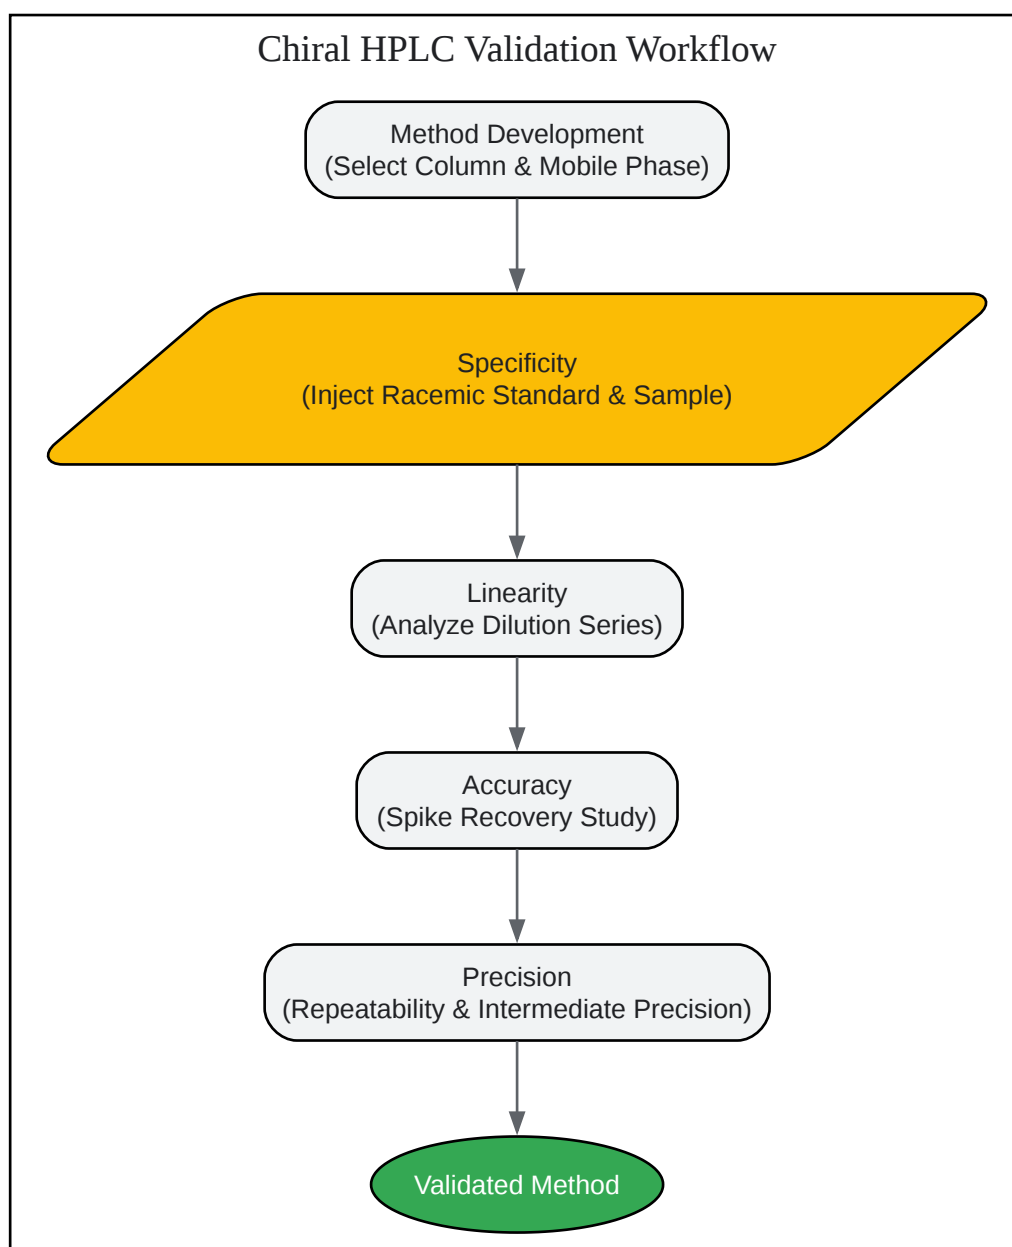 Chiral HPLC Validation Workflow
Method Development
(Select Column & Mobile Phase)
Specificity
(Inject Racemic Standard & Sample)
Linearity
(Analyze Dilution Series)
Accuracy
(Spike Recovery Study)
Precision
(Repeatability & Intermediate Precision)
Validated Method